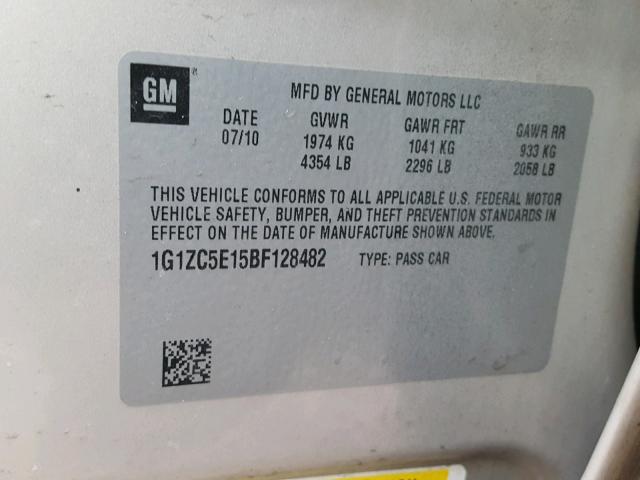 GM ®
MFD BY GENERAL MOTORS LLC
DATE GVWR GAWR FRT GAWR RR
07/10 1974 KG 1041 KG 933 KG
4354 LB 2296 LB 2058 LB
THIS VEHICLE CONFORMS TO ALL APPLICABLE U.S. FEDERAL MOTOR
VEHICLE SAFETY, BUMPER, AND THEFT PREVENTION STANDARDS IN
EFFECT ON THE DATE OF MANUFACTURE SHOWN ABOVE.
1G1ZC5E15BF128482 TYPE: PASS CAR